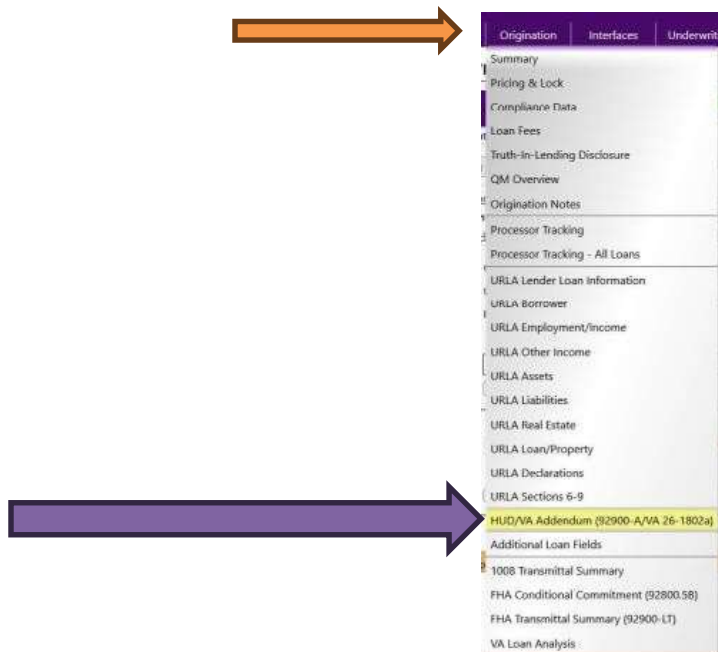 Origination Interfaces Underwrit
Summary
Pricing & Lock
Compliance Data
Loan Fees
Truth-In-Lending Disclosure
QM Overview
Origination Notes
Processor Tracking
Processor Tracking - All Loans
URLA Lender Loan Information
URLA Borrower
URLA Employment/Income
URLA Other Income
URLA Assets
URLA Liabilities
URLA Real Estate
URLA Loan/Property
URLA Declarations
URLA Sections 6-9
HUD/VA Addendum (92900-A/VA 26-1802a)
Additional Loan Fields
1008 Transmittal Summary
FHA Conditional Commitment (92800.5B)
FHA Transmittal Summary (92900-LT)
VA Loan Analysis